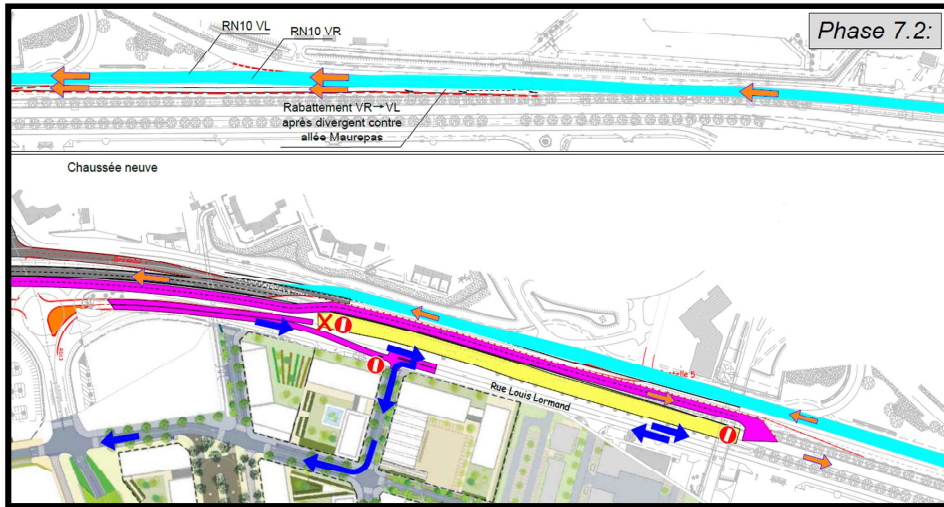 RN10 VL
RN10 VR
Phase 7.2:
Rabattement VR→VL
après divergent contre
allée Maurepas
Chaussée neuve
Rue Louis Lormand